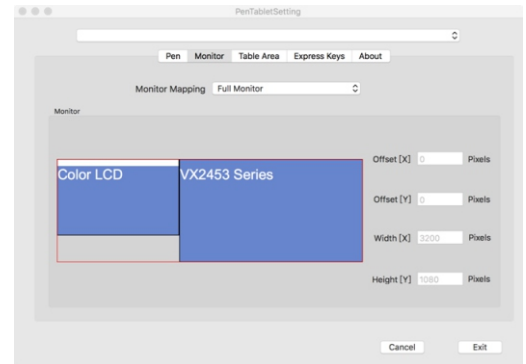 PenTabletSetting
Pen Monitor Table Area Express Keys About
Monitor Mapping Full Monitor
Monitor
Color LCD VX2453 Series
Offset [X] 0 Pixels
Offset [Y] 0 Pixels
Width [X] 3200 Pixels
Height [Y] 1080 Pixels
Cancel Exit